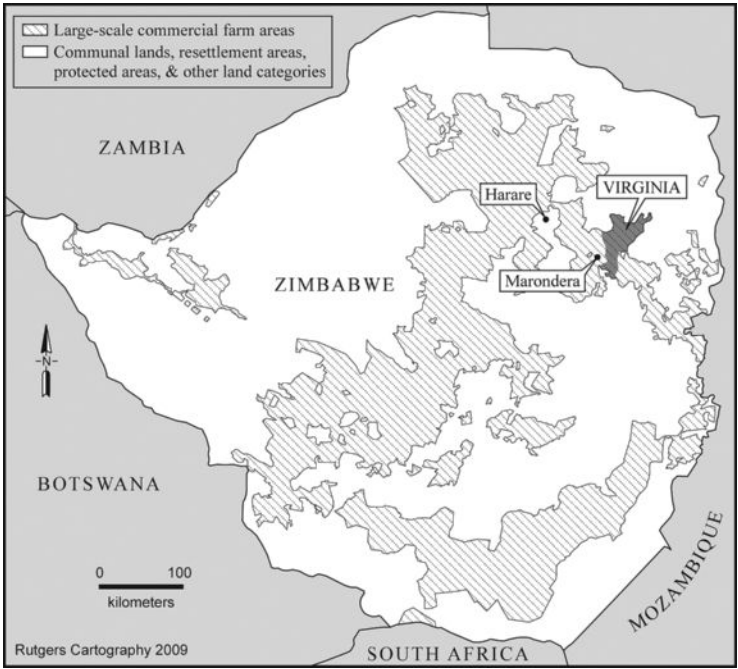 Large-scale commercial farm areas
Communal lands, resettlement areas,
protected areas, & other land categories
ZAMBIA
Harare
VIRGINIA
ZIMBABWE
Marondera
N
BOTSWANA
MOZAMBIQUE
0 100
kilometers
Rutgers Cartography 2009
SOUTH AFRICA